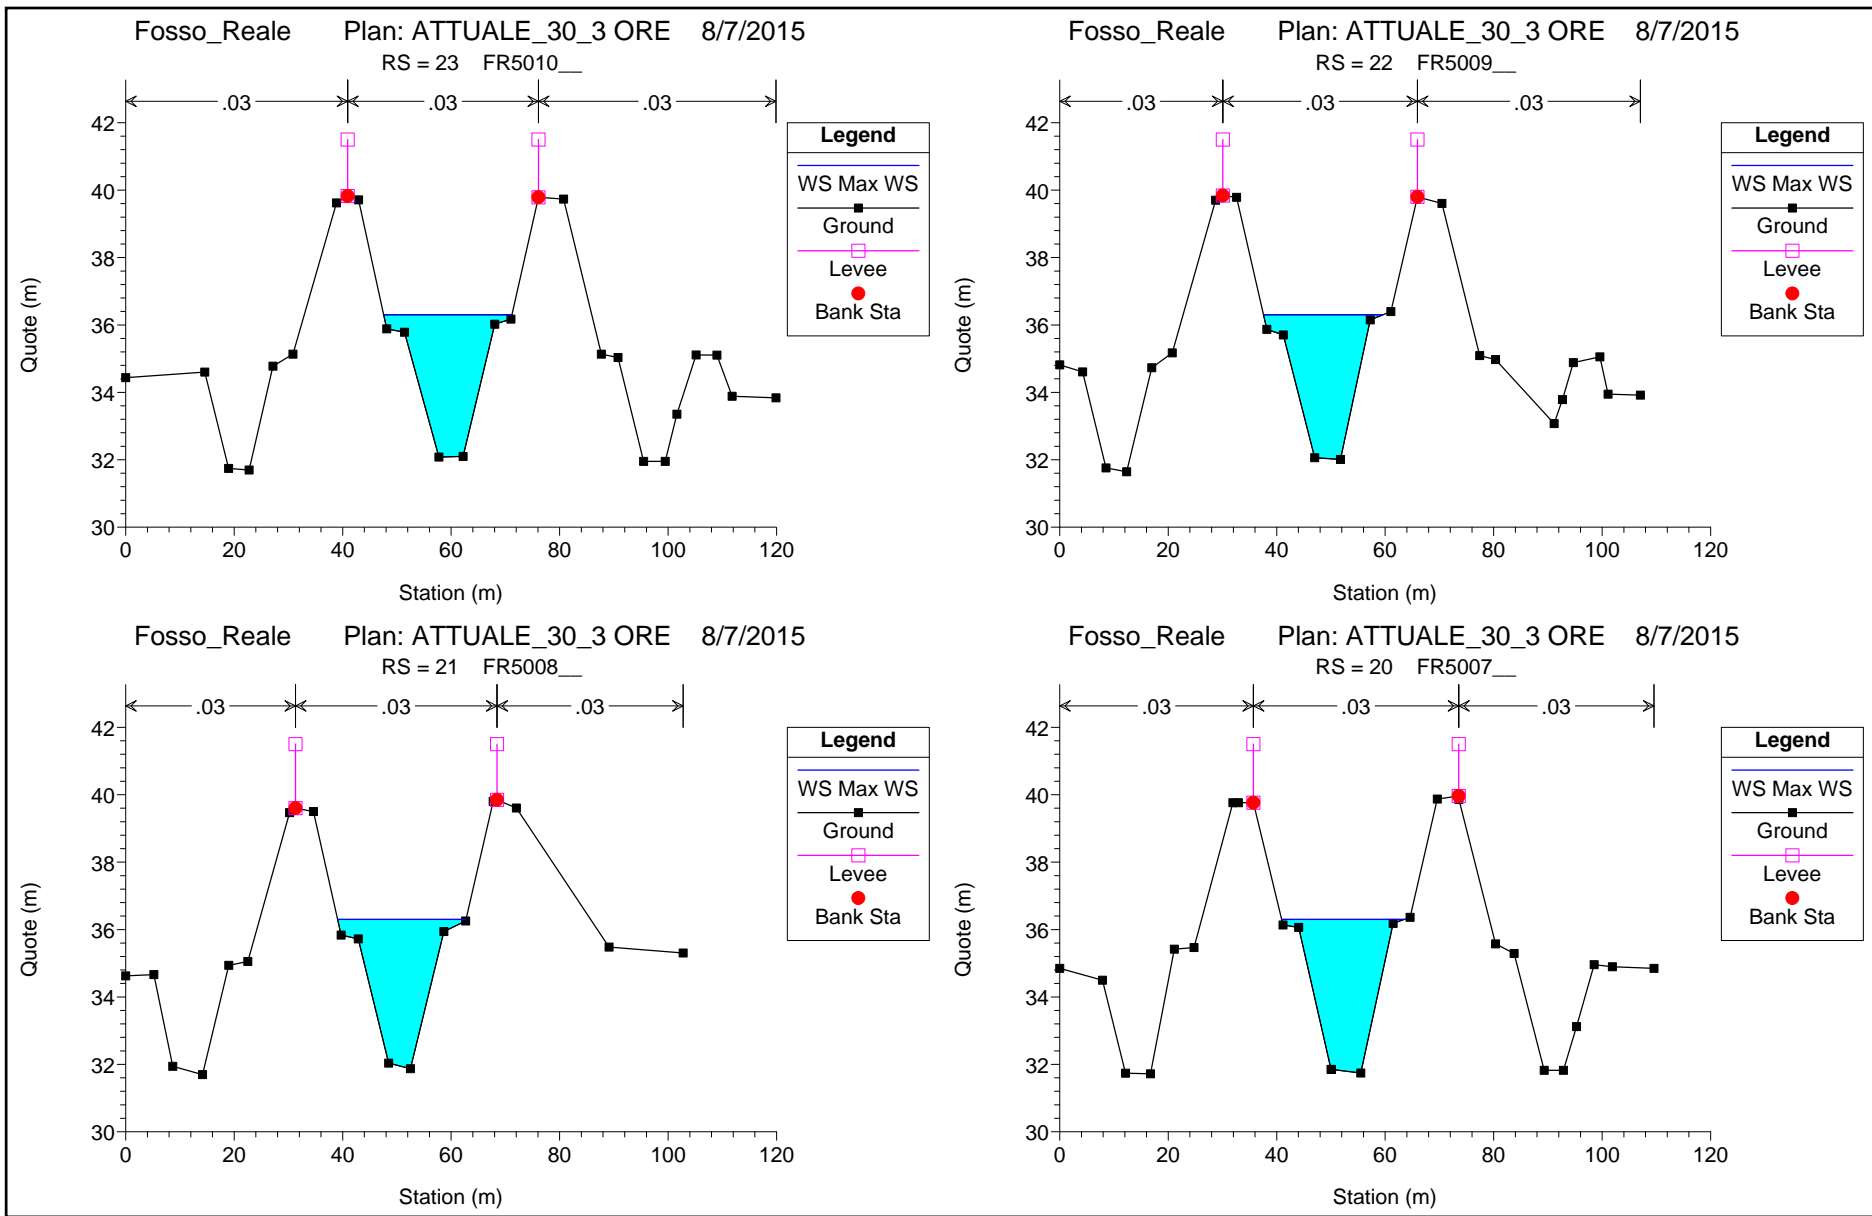 Fosso_Reale Plan: ATTUALE_30_3 ORE 8/7/2015
RS = 23 FR5010__
.03 .03 .03
42
40
38
36
34
32
30
Quote (m)
0 20 40 60 80 100 120
Station (m)
Legend
WS Max WS
Ground
Levee
Bank Sta
Fosso_Reale Plan: ATTUALE_30_3 ORE 8/7/2015
RS = 22 FR5009__
.03 .03 .03
42
40
38
36
34
32
30
Quote (m)
0 20 40 60 80 100 120
Station (m)
Legend
WS Max WS
Ground
Levee
Bank Sta
Fosso_Reale Plan: ATTUALE_30_3 ORE 8/7/2015
RS = 21 FR5008__
.03 .03 .03
42
40
38
36
34
32
30
Quote (m)
0 20 40 60 80 100 120
Station (m)
Legend
WS Max WS
Ground
Levee
Bank Sta
Fosso_Reale Plan: ATTUALE_30_3 ORE 8/7/2015
RS = 20 FR5007__
.03 .03 .03
42
40
38
36
34
32
30
Quote (m)
0 20 40 60 80 100 120
Station (m)
Legend
WS Max WS
Ground
Levee
Bank Sta